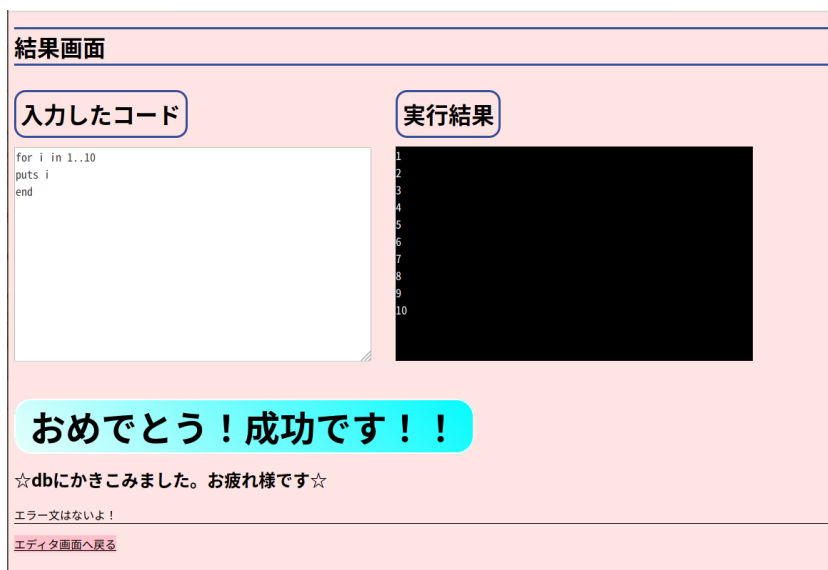 結果画面
入力したコード
実行結果
for i in 1..10
puts i
end
1
2
3
4
5
6
7
8
9
10
おめでとう！成功です！！
☆dbにかきこみました。お疲れ様です☆
エラー文はないよ！
エディタ画面へ戻る